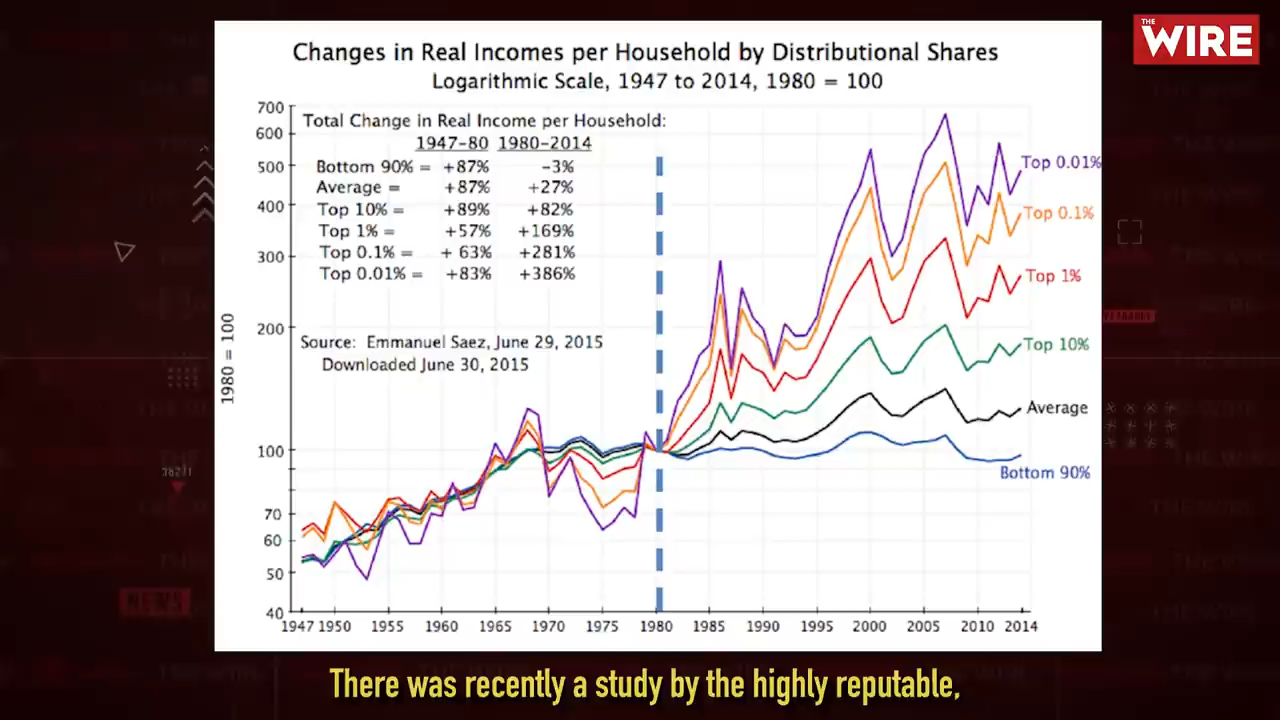 THE
WIRE
Changes in Real Incomes per Household by Distributional Shares
Logarithmic Scale, 1947 to 2014, 1980 = 100
Total Change in Real Income per Household:
1947-80 1980-2014
Bottom 90% = +87% -3%
Average = +87% +27%
Top 10% = +89% +82%
Top 1% = +57% +169%
Top 0.1% = + 63% +281%
Top 0.01% = +83% +386%
Source: Emmanuel Saez, June 29, 2015
Downloaded June 30, 2015
1980 = 100
700
600
500
400
300
200
100
70
60
50
40
Top 0.01%
Top 0.1%
Top 1%
Top 10%
Average
Bottom 90%
1947 1950 1955 1960 1965 1970 1975 1980 1985 1990 1995 2000 2005 2010 2014
NEWS
There was recently a study by the highly reputable,